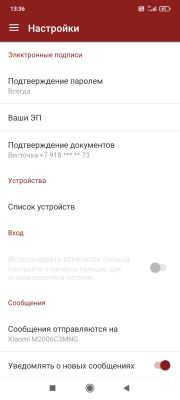 13:36
Настройки
Электронные подписи
Подтверждение паролем
Всегда
Ваши ЭП
Подтверждение документов
Весточка +7 918 *** ** 73
Устройства
Список устройств
Вход
Использовать отпечаток пальца
Настройте отпечатки пальцев для
использования в системе
Сообщения
Сообщения отправляются на
Xiaomi M2006C3MNG
Уведомлять о новых сообщениях